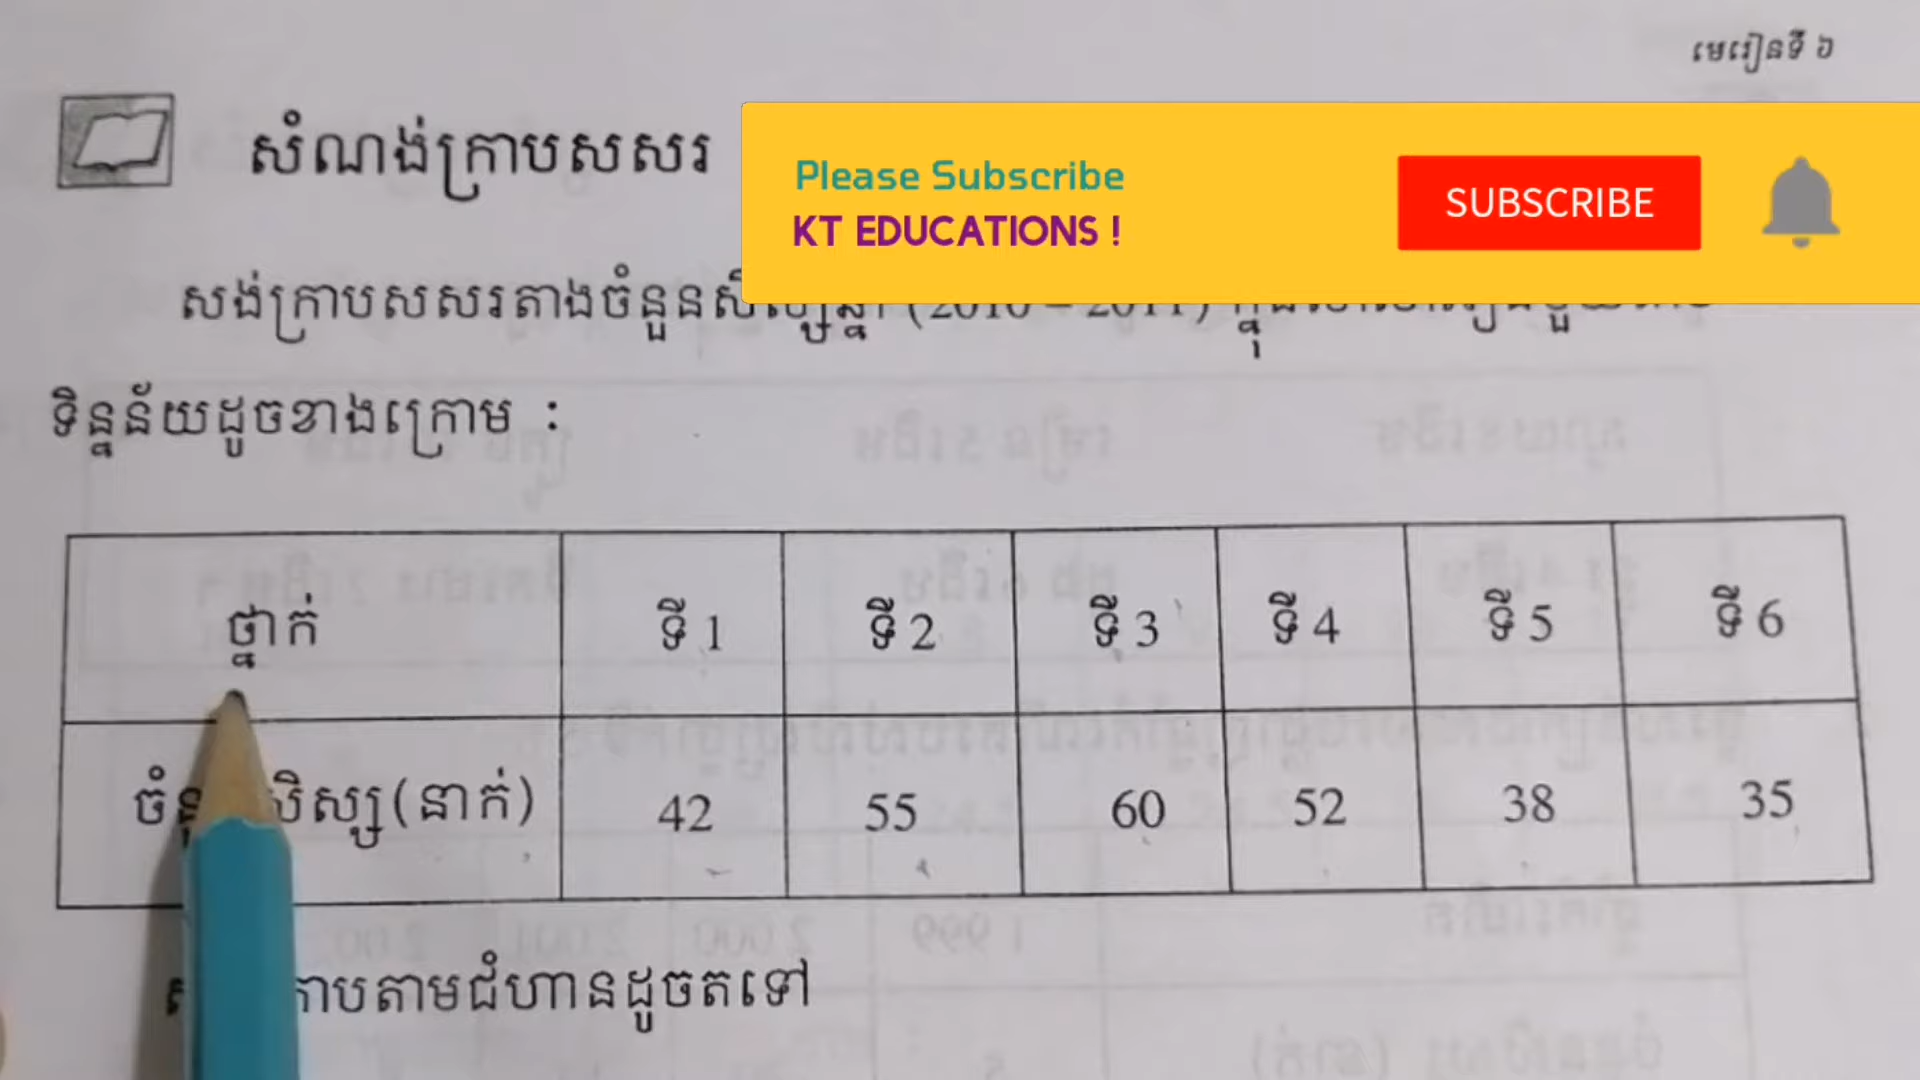 មេរៀនទី ៦
សំណង់ក្រាបសសរ
Please Subscribe
KT EDUCATIONS !
SUBSCRIBE
សង់ក្រាបសសរតាងចំនួនសិស្សឆ្នាំ (2010 – 2011)
ទិន្នន័យដូចខាងក្រោម :
ថ្នាក់ ទី 1 ទី 2 ទី 3 ទី 4 ទី 5 ទី 6
សិស្ស (នាក់) 42 55 60 52 38 35
តាមជំហានដូចតទៅ